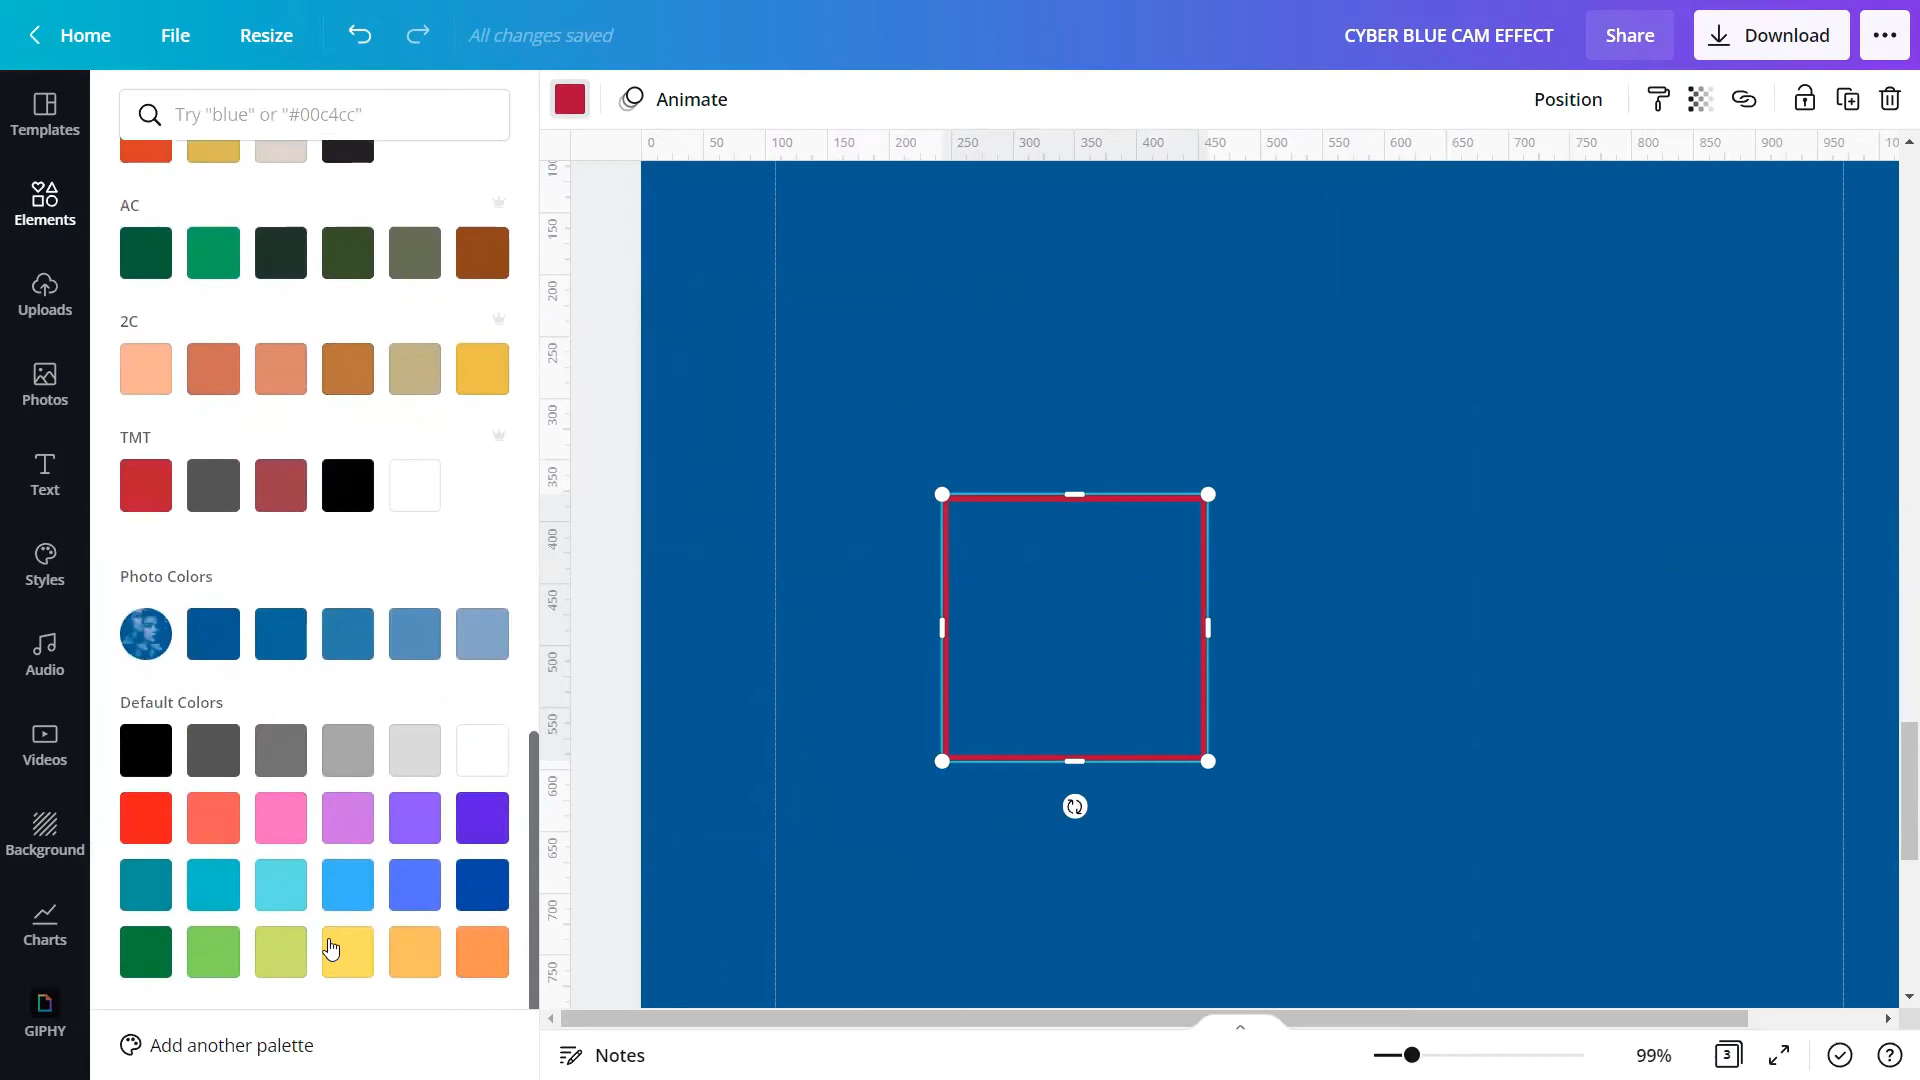 Home File Resize All changes saved CYBER BLUE CAM EFFECT Share Download
Templates
Elements
Uploads
Photos
Text
Styles
Audio
Videos
Background
Charts
GIPHY
Try "blue" or "#00c4cc"
AC
2C
TMT
Photo Colors
Default Colors
Add another palette
Animate Position
0 50 100 150 200 250 300 350 400 450 500 550 600 650 700 750 800 850 900 950 10
10
150
200
250
300
350
400
450
500
550
600
650
700
750
Notes 99% 3 ?